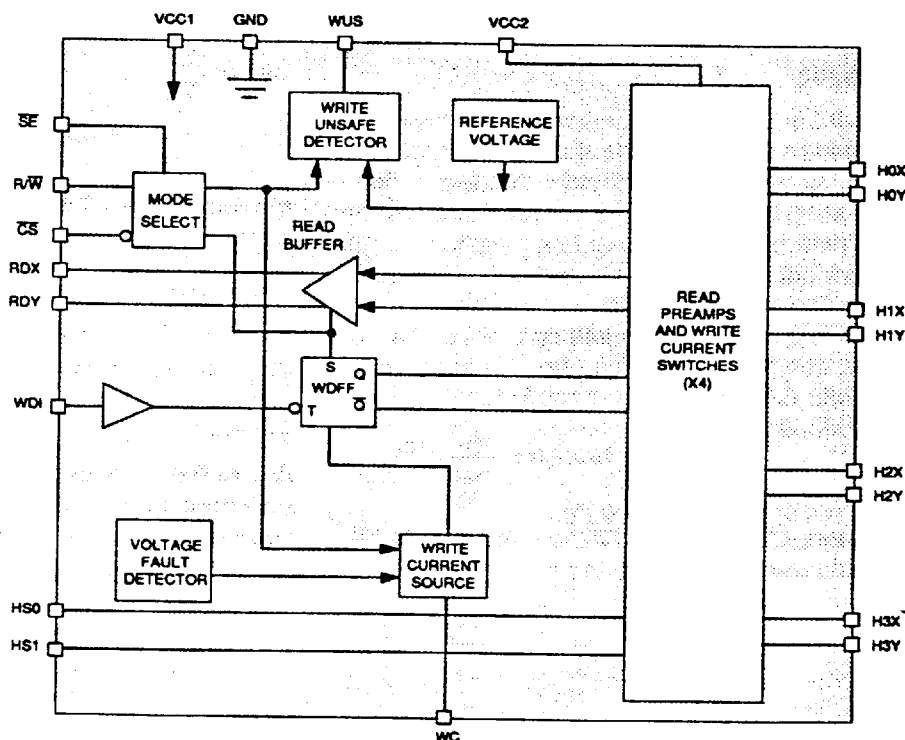 VCC1 GND WUS VCC2
S̅E̅
R/W̅
C̅S̅
RDX
RDY
WDI
HS0
HS1
WRITE
UNSAFE
DETECTOR
REFERENCE
VOLTAGE
MODE
SELECT
READ
BUFFER
S Q
WDFF
T Q̅
READ
PREAMPS
AND WRITE
CURRENT
SWITCHES
(X4)
VOLTAGE
FAULT
DETECTOR
WRITE
CURRENT
SOURCE
H0X
H0Y
H1X
H1Y
H2X
H2Y
H3X
H3Y
WC